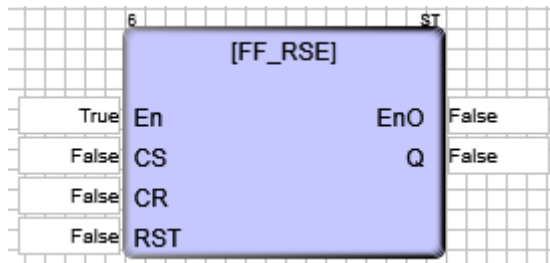 6 ST
[FF_RSE]
True En EnO False
False CS Q False
False CR
False RST